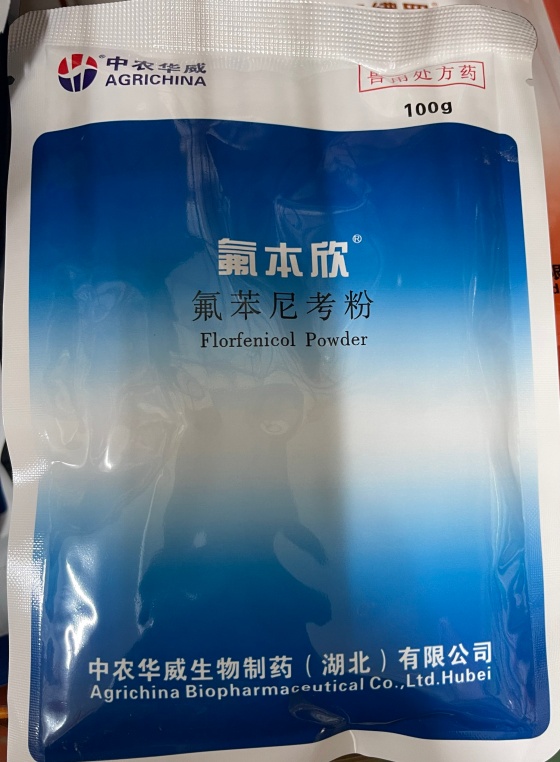 中农华威
AGRICHINA
兽用处方药
100g
氟本欣®
氟苯尼考粉
Florfenicol Powder
中农华威生物制药（湖北）有限公司
Agrichina Biopharmaceutical Co.,Ltd.Hubei